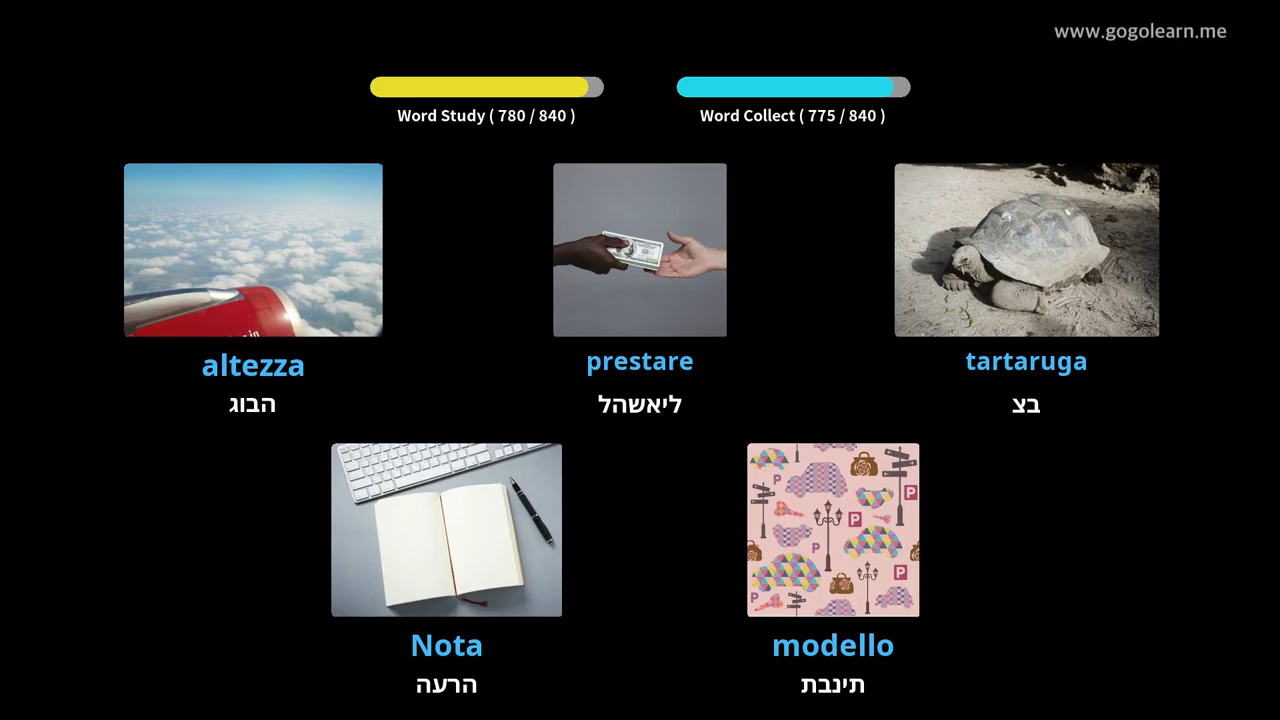 www.gogolearn.me
Word Study ( 780 / 840 )
Word Collect ( 775 / 840 )
altezza
הבוג
prestare
ליאשהל
tartaruga
בצ
Nota
הרעה
modello
תינבת